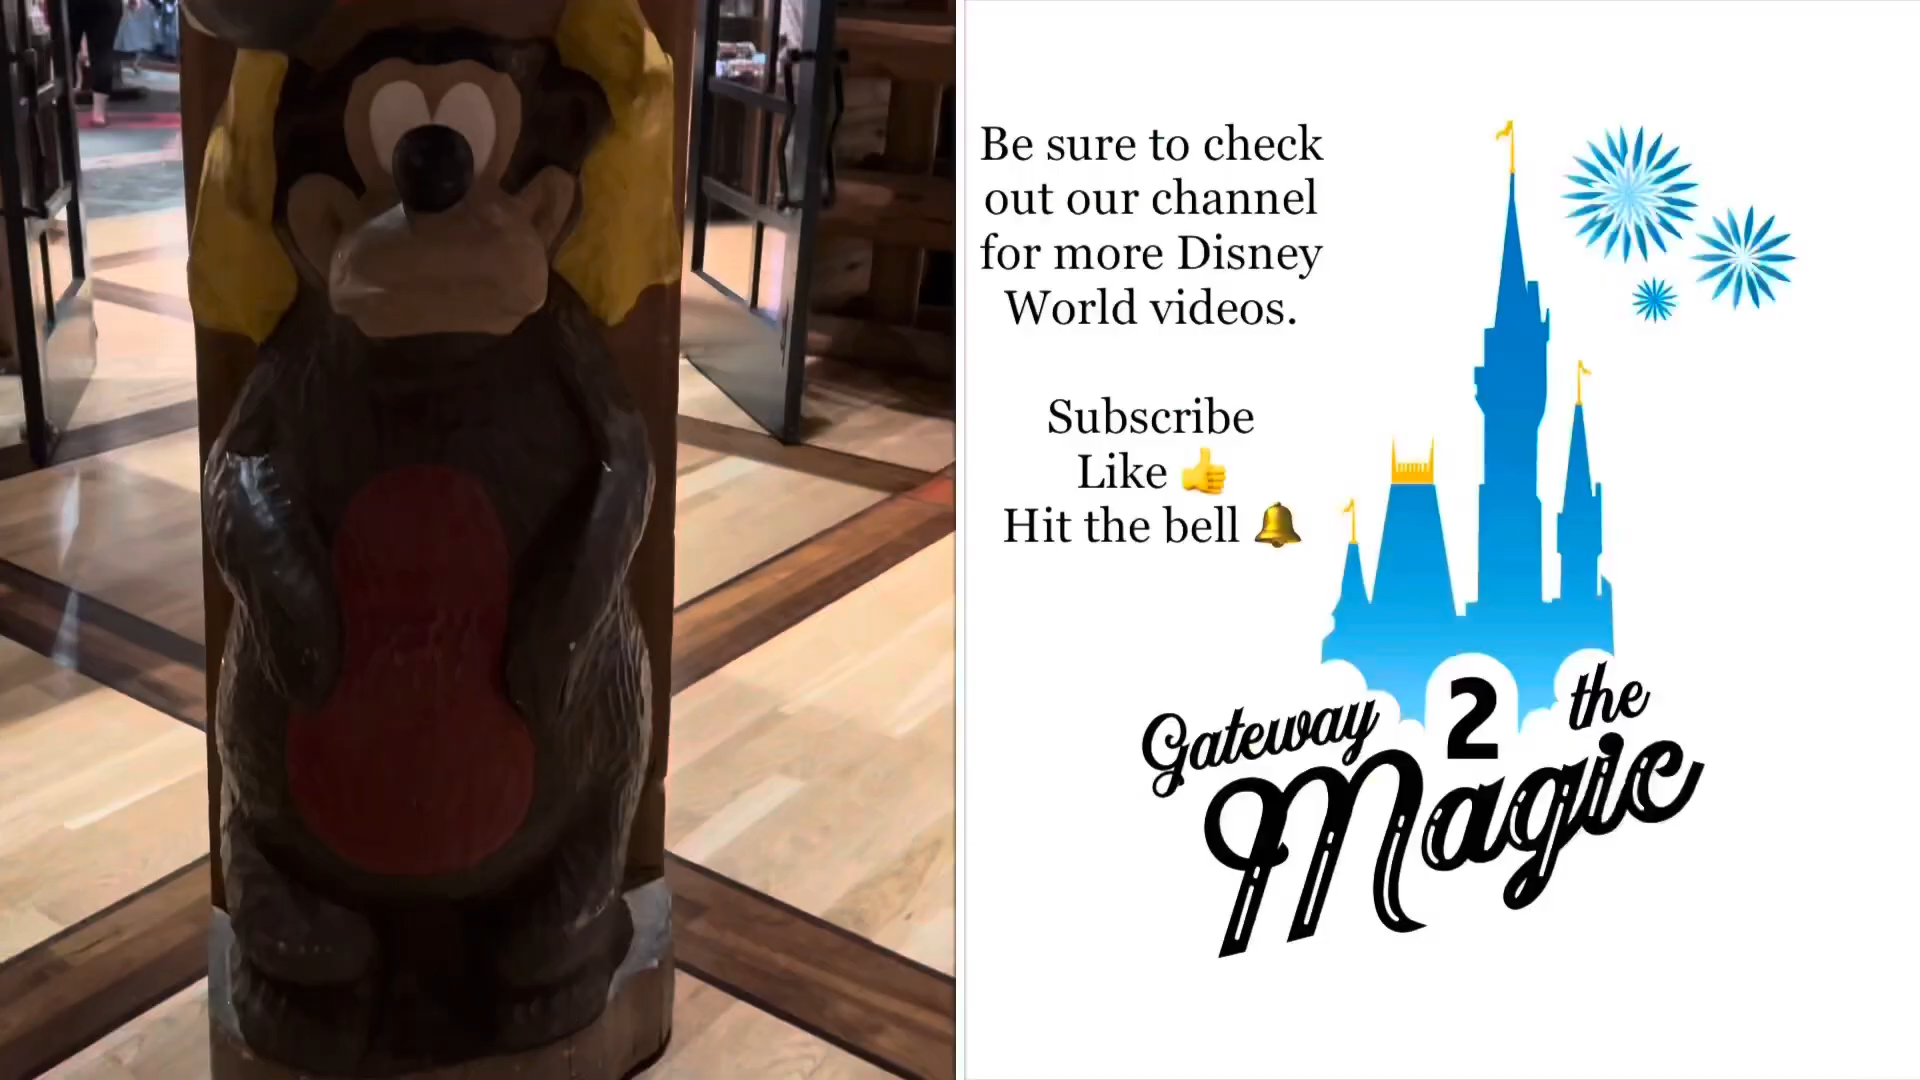 Be sure to check
out our channel
for more Disney
World videos.
Subscribe
Like 👍
Hit the bell 🔔
Gateway 2 the
Magic